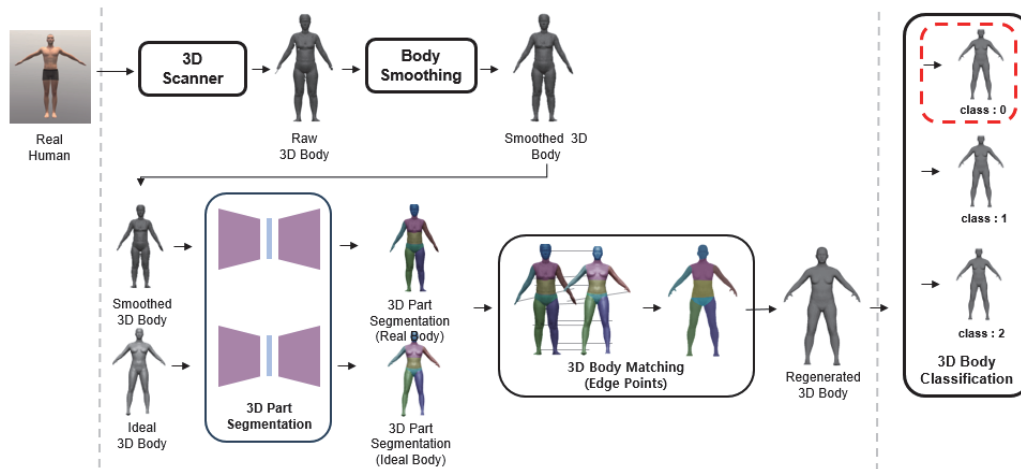 3D
Scanner
Body
Smoothing
Real
Human
Raw
3D Body
Smoothed 3D
Body
class : 0
class : 1
class : 2
3D Body
Classification
Smoothed
3D Body
3D Part
Segmentation
(Real Body)
Ideal
3D Body
3D Part
Segmentation
3D Part
Segmentation
(Ideal Body)
3D Body Matching
(Edge Points)
Regenerated
3D Body